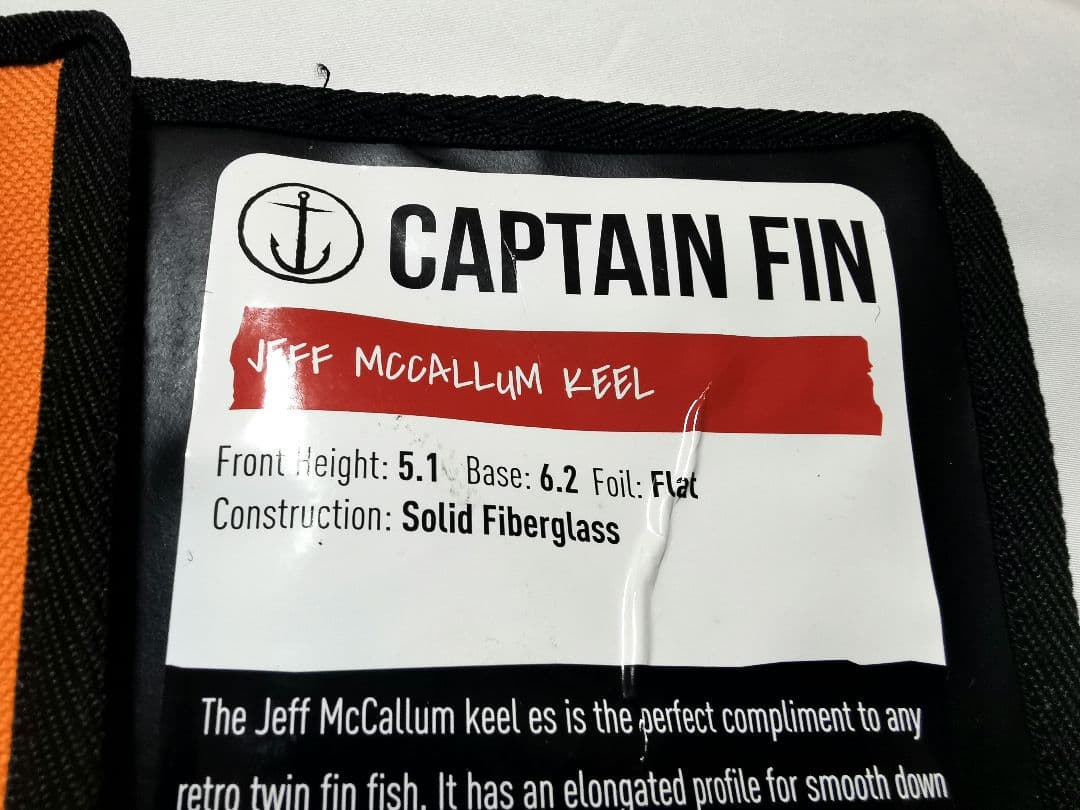 CAPTAIN FIN
JEFF MCCALLUM KEEL
Front Height: 5.1 Base: 6.2 Foil: Flat
Construction: Solid Fiberglass
The Jeff McCallum keel es is the perfect compliment to any
retro twin fin fish. It has an elongated profile for smooth down